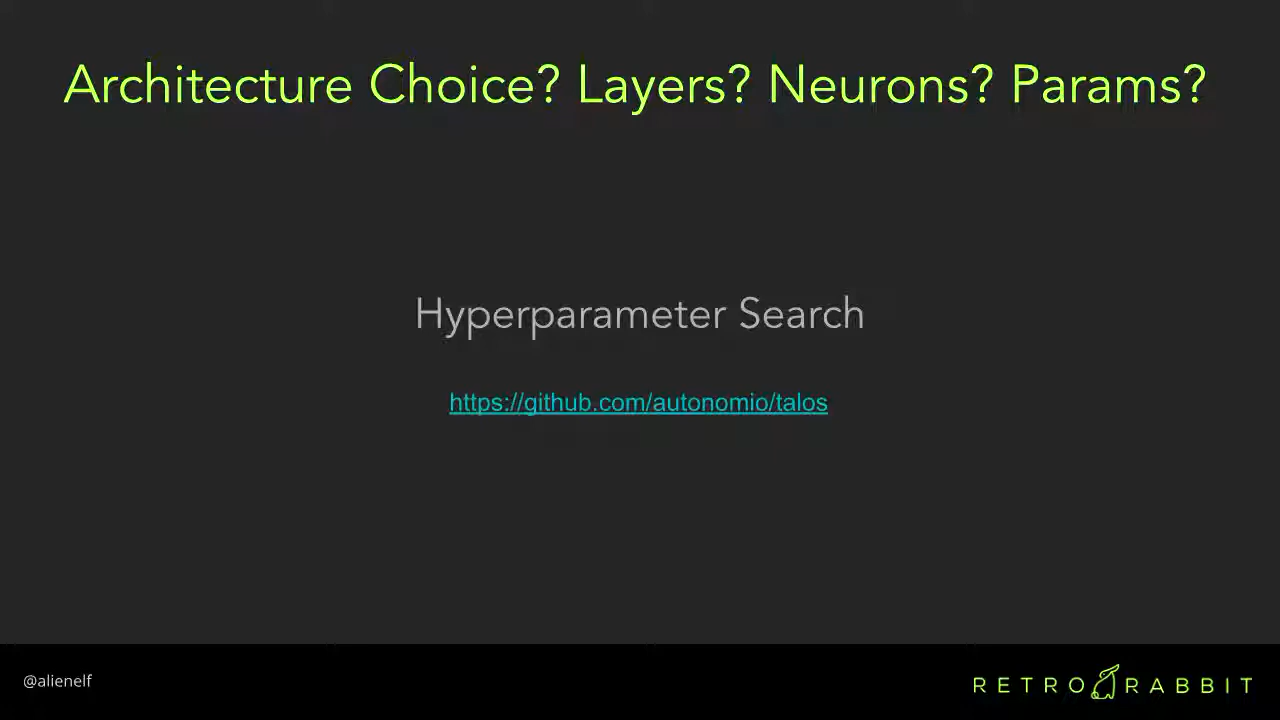 Architecture Choice? Layers? Neurons? Params?
Hyperparameter Search
https://github.com/autonomio/talos
@alienelf
RETRO RABBIT